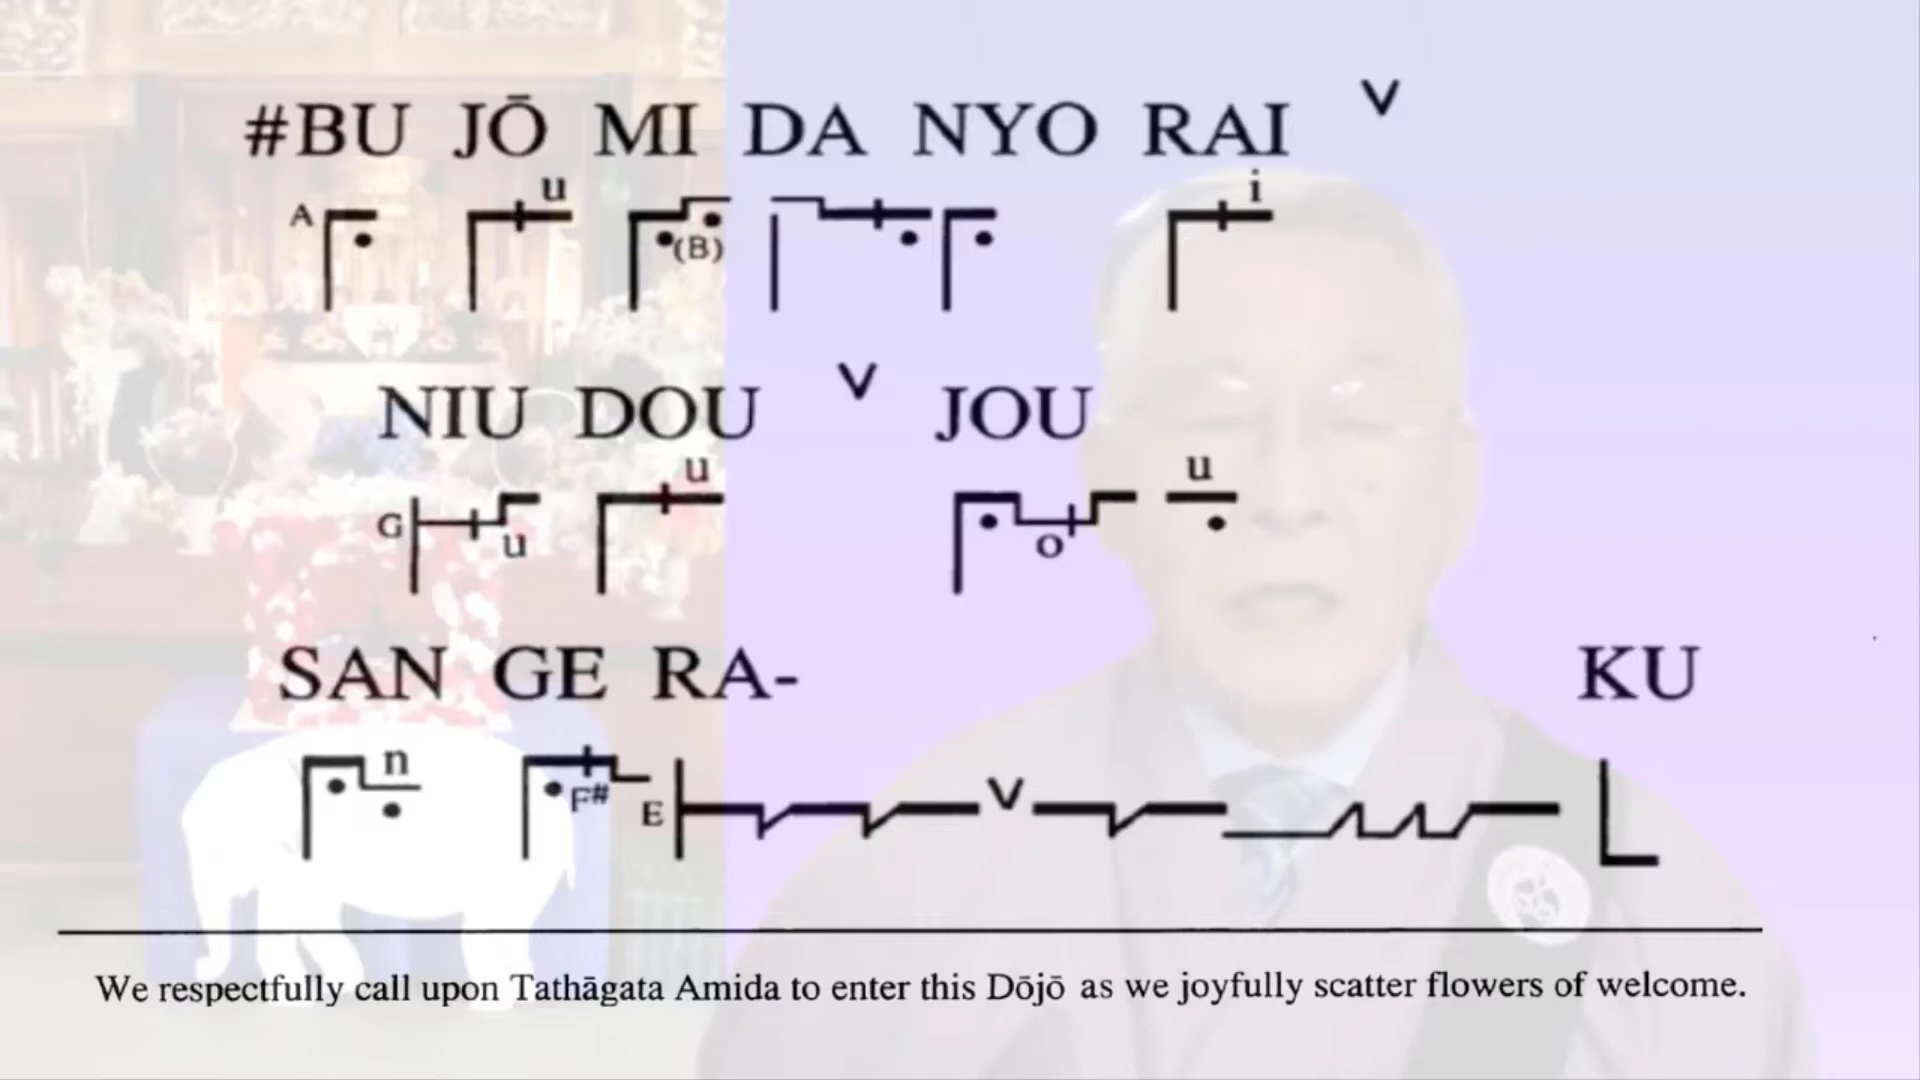 #BU JŌ MI DA NYO RAI V
A u (B) i
NIU DOU V JOU
G u u o u
SAN GE RA- KU
n F# E V
We respectfully call upon Tathāgata Amida to enter this Dōjō as we joyfully scatter flowers of welcome.